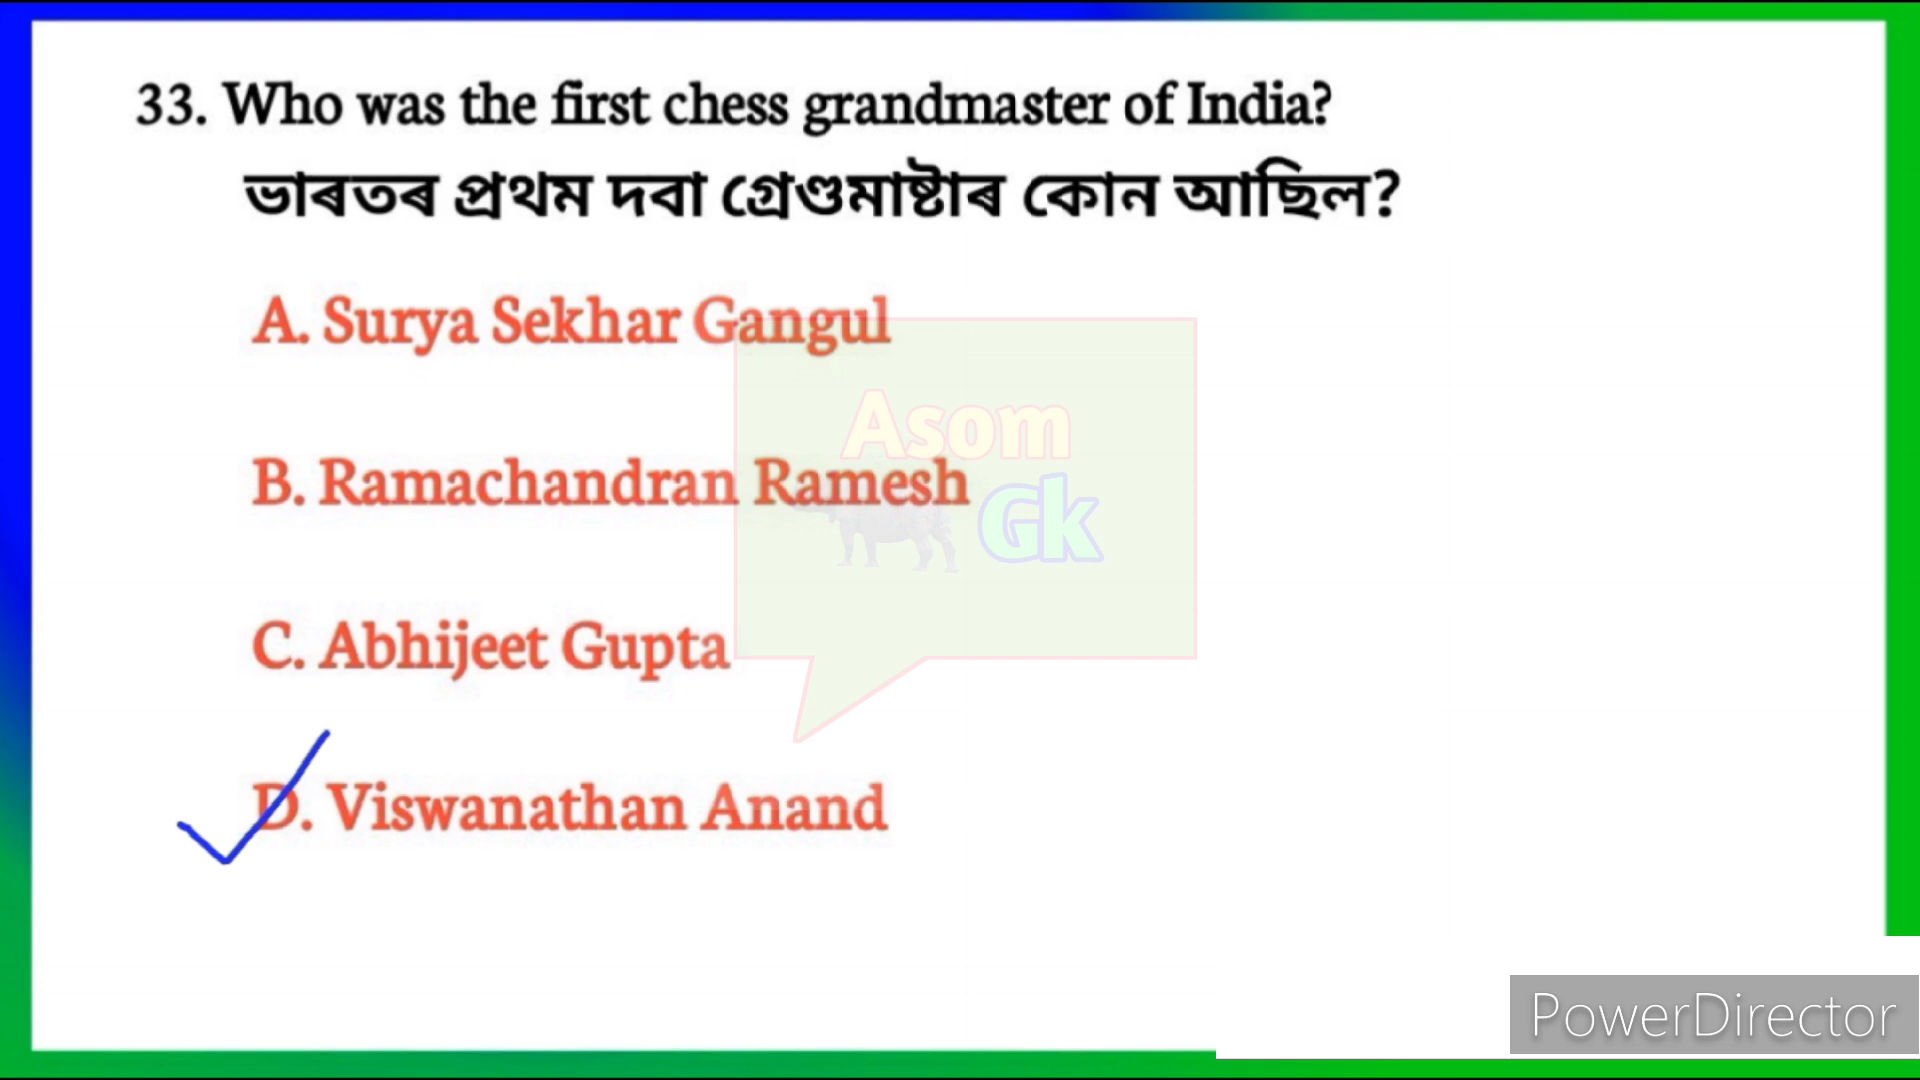 33. Who was the first chess grandmaster of India?
ভাৰতৰ প্ৰথম দবা গ্ৰেণ্ডমাষ্টাৰ কোন আছিল?
A. Surya Sekhar Gangul
B. Ramachandran Ramesh
C. Abhijeet Gupta
D. Viswanathan Anand
Asom
Gk
PowerDirector